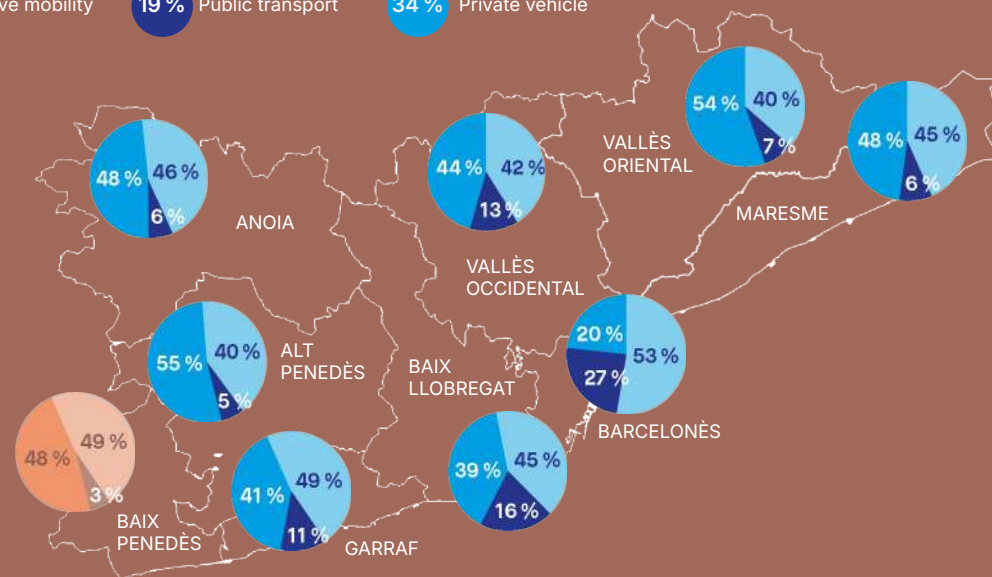 ve mobility
19 % Public transport
34 % Private vehicle
54 % 40 %
7 %
48 % 45 %
6 %
VALLÈS
ORIENTAL
MARESME
48 % 46 %
6 %
ANOIA
44 % 42 %
13 %
VALLÈS
OCCIDENTAL
20 %
53 %
27 %
BARCELONÈS
55 % 40 %
5 %
ALT
PENEDÈS
BAIX
LLOBREGAT
39 % 45 %
16 %
48 % 49 %
3 %
BAIX
PENEDÈS
41 % 49 %
11 %
GARRAF